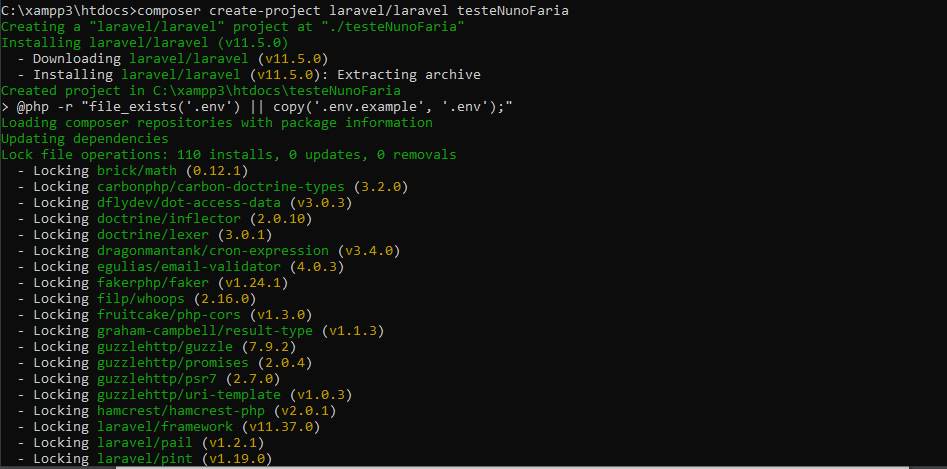 C:\xampp3\htdocs>composer create-project laravel/laravel testeNunoFaria
Creating a "laravel/laravel" project at "./testeNunoFaria"
Installing laravel/laravel (v11.5.0)
  - Downloading laravel/laravel (v11.5.0)
  - Installing laravel/laravel (v11.5.0): Extracting archive
Created project in C:\xampp3\htdocs\testeNunoFaria
> @php -r "file_exists('.env') || copy('.env.example', '.env');"
Loading composer repositories with package information
Updating dependencies
Lock file operations: 110 installs, 0 updates, 0 removals
  - Locking brick/math (0.12.1)
  - Locking carbonphp/carbon-doctrine-types (3.2.0)
  - Locking dflydev/dot-access-data (v3.0.3)
  - Locking doctrine/inflector (2.0.10)
  - Locking doctrine/lexer (3.0.1)
  - Locking dragonmantank/cron-expression (v3.4.0)
  - Locking egulias/email-validator (4.0.3)
  - Locking fakerphp/faker (v1.24.1)
  - Locking filp/whoops (2.16.0)
  - Locking fruitcake/php-cors (v1.3.0)
  - Locking graham-campbell/result-type (v1.1.3)
  - Locking guzzlehttp/guzzle (7.9.2)
  - Locking guzzlehttp/promises (2.0.4)
  - Locking guzzlehttp/psr7 (2.7.0)
  - Locking guzzlehttp/uri-template (v1.0.3)
  - Locking hamcrest/hamcrest-php (v2.0.1)
  - Locking laravel/framework (v11.37.0)
  - Locking laravel/pail (v1.2.1)
  - Locking laravel/pint (v1.19.0)